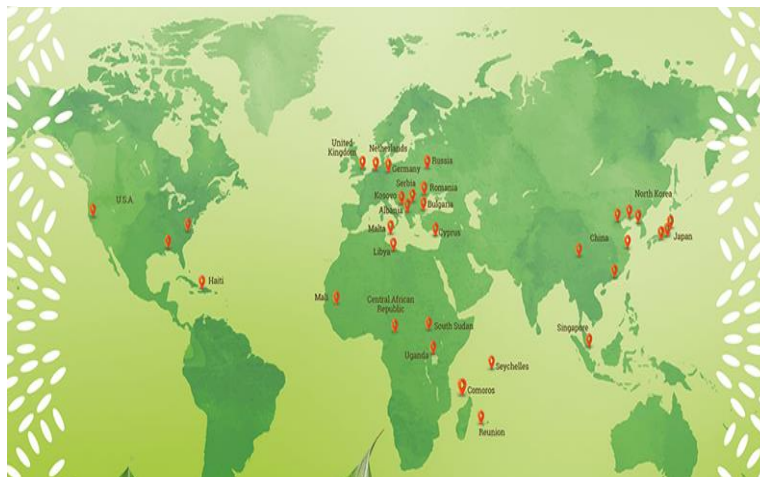 United
Kingdom
Netherlands
Germany
Russia
Serbia
Romania
Kosovo
Albania
Bulgaria
North Korea
U.S.A
Malta
Cyprus
China
Japan
Libya
Haiti
Mali
Central African
Republic
South Sudan
Singapore
Uganda
Seychelles
Comoros
Reunion